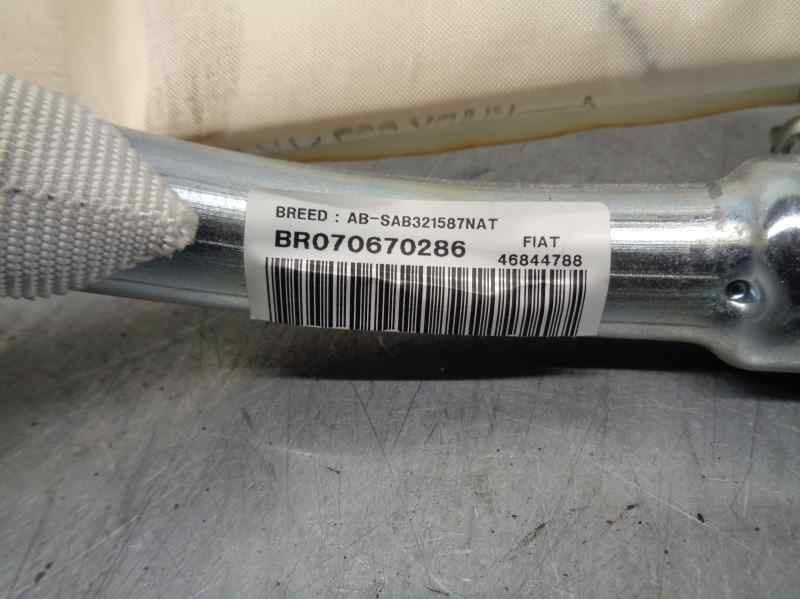 BREED : AB-SAB321587NAT
BR070670286 FIAT
46844788